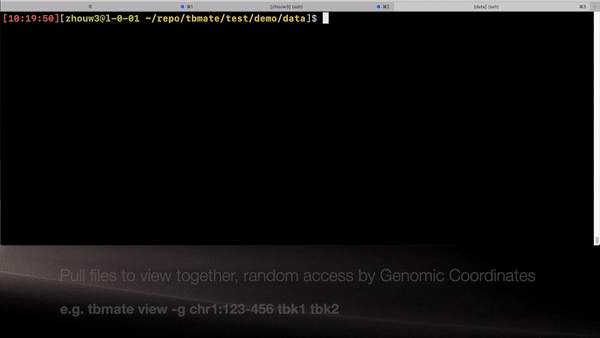 R ⌘1 [zhouw3] (ssh) ⌘2 [data] (ssh) ⌘3
[10:19:50][zhouw3@l-0-01 ~/repo/tbmate/test/demo/data]$
Pull files to view together, random access by Genomic Coordinates
e.g. tbmate view -g chr1:123-456 tbk1 tbk2